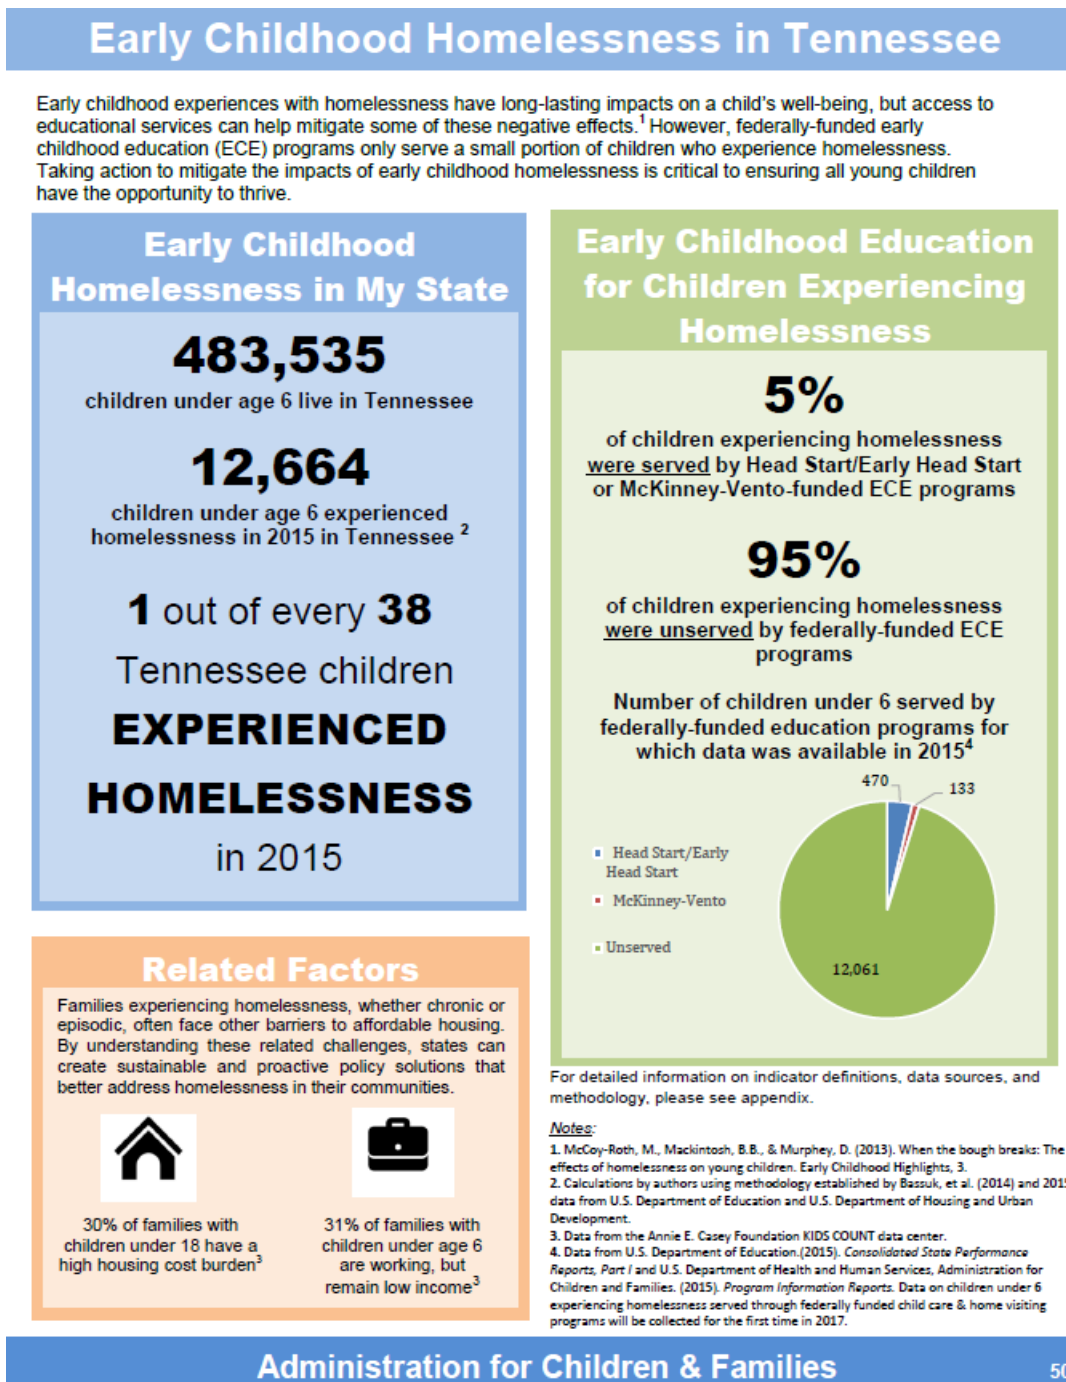 Early Childhood Homelessness in Tennessee
Early childhood experiences with homelessness have long-lasting impacts on a child's well-being, but access to
educational services can help mitigate some of these negative effects.1 However, federally-funded early
childhood education (ECE) programs only serve a small portion of children who experience homelessness.
Taking action to mitigate the impacts of early childhood homelessness is critical to ensuring all young children
have the opportunity to thrive.
Early Childhood
Homelessness in My State
483,535
children under age 6 live in Tennessee
12,664
children under age 6 experienced
homelessness in 2015 in Tennessee 2
1 out of every 38
Tennessee children
EXPERIENCED
HOMELESSNESS
in 2015
Early Childhood Education
for Children Experiencing
Homelessness
5%
of children experiencing homelessness
were served by Head Start/Early Head Start
or McKinney-Vento-funded ECE programs
95%
of children experiencing homelessness
were unserved by federally-funded ECE
programs
Number of children under 6 served by
federally-funded education programs for
which data was available in 20154
470
133
Head Start/Early
Head Start
McKinney-Vento
Unserved
12,061
Related Factors
Families experiencing homelessness, whether chronic or
episodic, often face other barriers to affordable housing.
By understanding these related challenges, states can
create sustainable and proactive policy solutions that
better address homelessness in their communities.
30% of families with
children under 18 have a
high housing cost burden3
31% of families with
children under age 6
are working, but
remain low income3
For detailed information on indicator definitions, data sources, and
methodology, please see appendix.
Notes:
1. McCoy-Roth, M., Mackintosh, B.B., & Murphey, D. (2013). When the bough breaks: The
effects of homelessness on young children. Early Childhood Highlights, 3.
2. Calculations by authors using methodology established by Bassuk, et al. (2014) and 2015
data from U.S. Department of Education and U.S. Department of Housing and Urban
Development.
3. Data from the Annie E. Casey Foundation KIDS COUNT data center.
4. Data from U.S. Department of Education.(2015). Consolidated State Performance
Reports, Part I and U.S. Department of Health and Human Services, Administration for
Children and Families. (2015). Program Information Reports. Data on children under 6
experiencing homelessness served through federally funded child care & home visiting
programs will be collected for the first time in 2017.
Administration for Children & Families
50